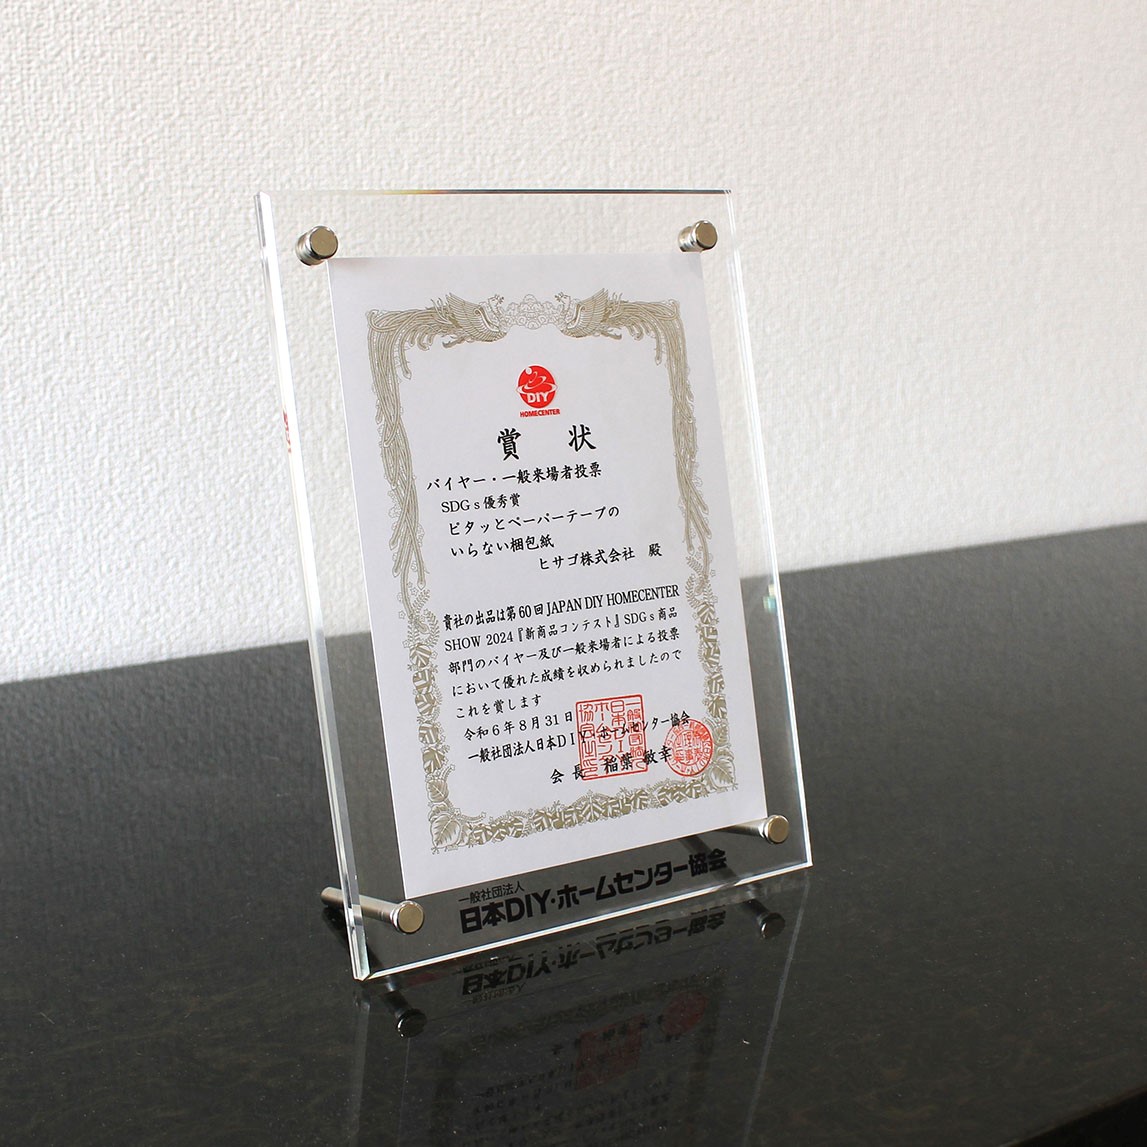 DIY
HOMECENTER
賞 状
バイヤー・一般来場者投票
SDGs優秀賞
ピタッとペーパーテープの
いらない梱包紙
ヒサゴ株式会社 殿
貴社の出品は第60回JAPAN DIY HOMECENTER
SHOW 2024『新商品コンテスト』SDGs商品
部門のバイヤー及び一般来場者による投票
において優れた成績を収められましたので
これを賞します
令和6年8月31日
一般社団法人日本DIY・ホームセンター協会
会長 稲葉 敏幸
一般社団法人
日本DIY・ホームセンター協会